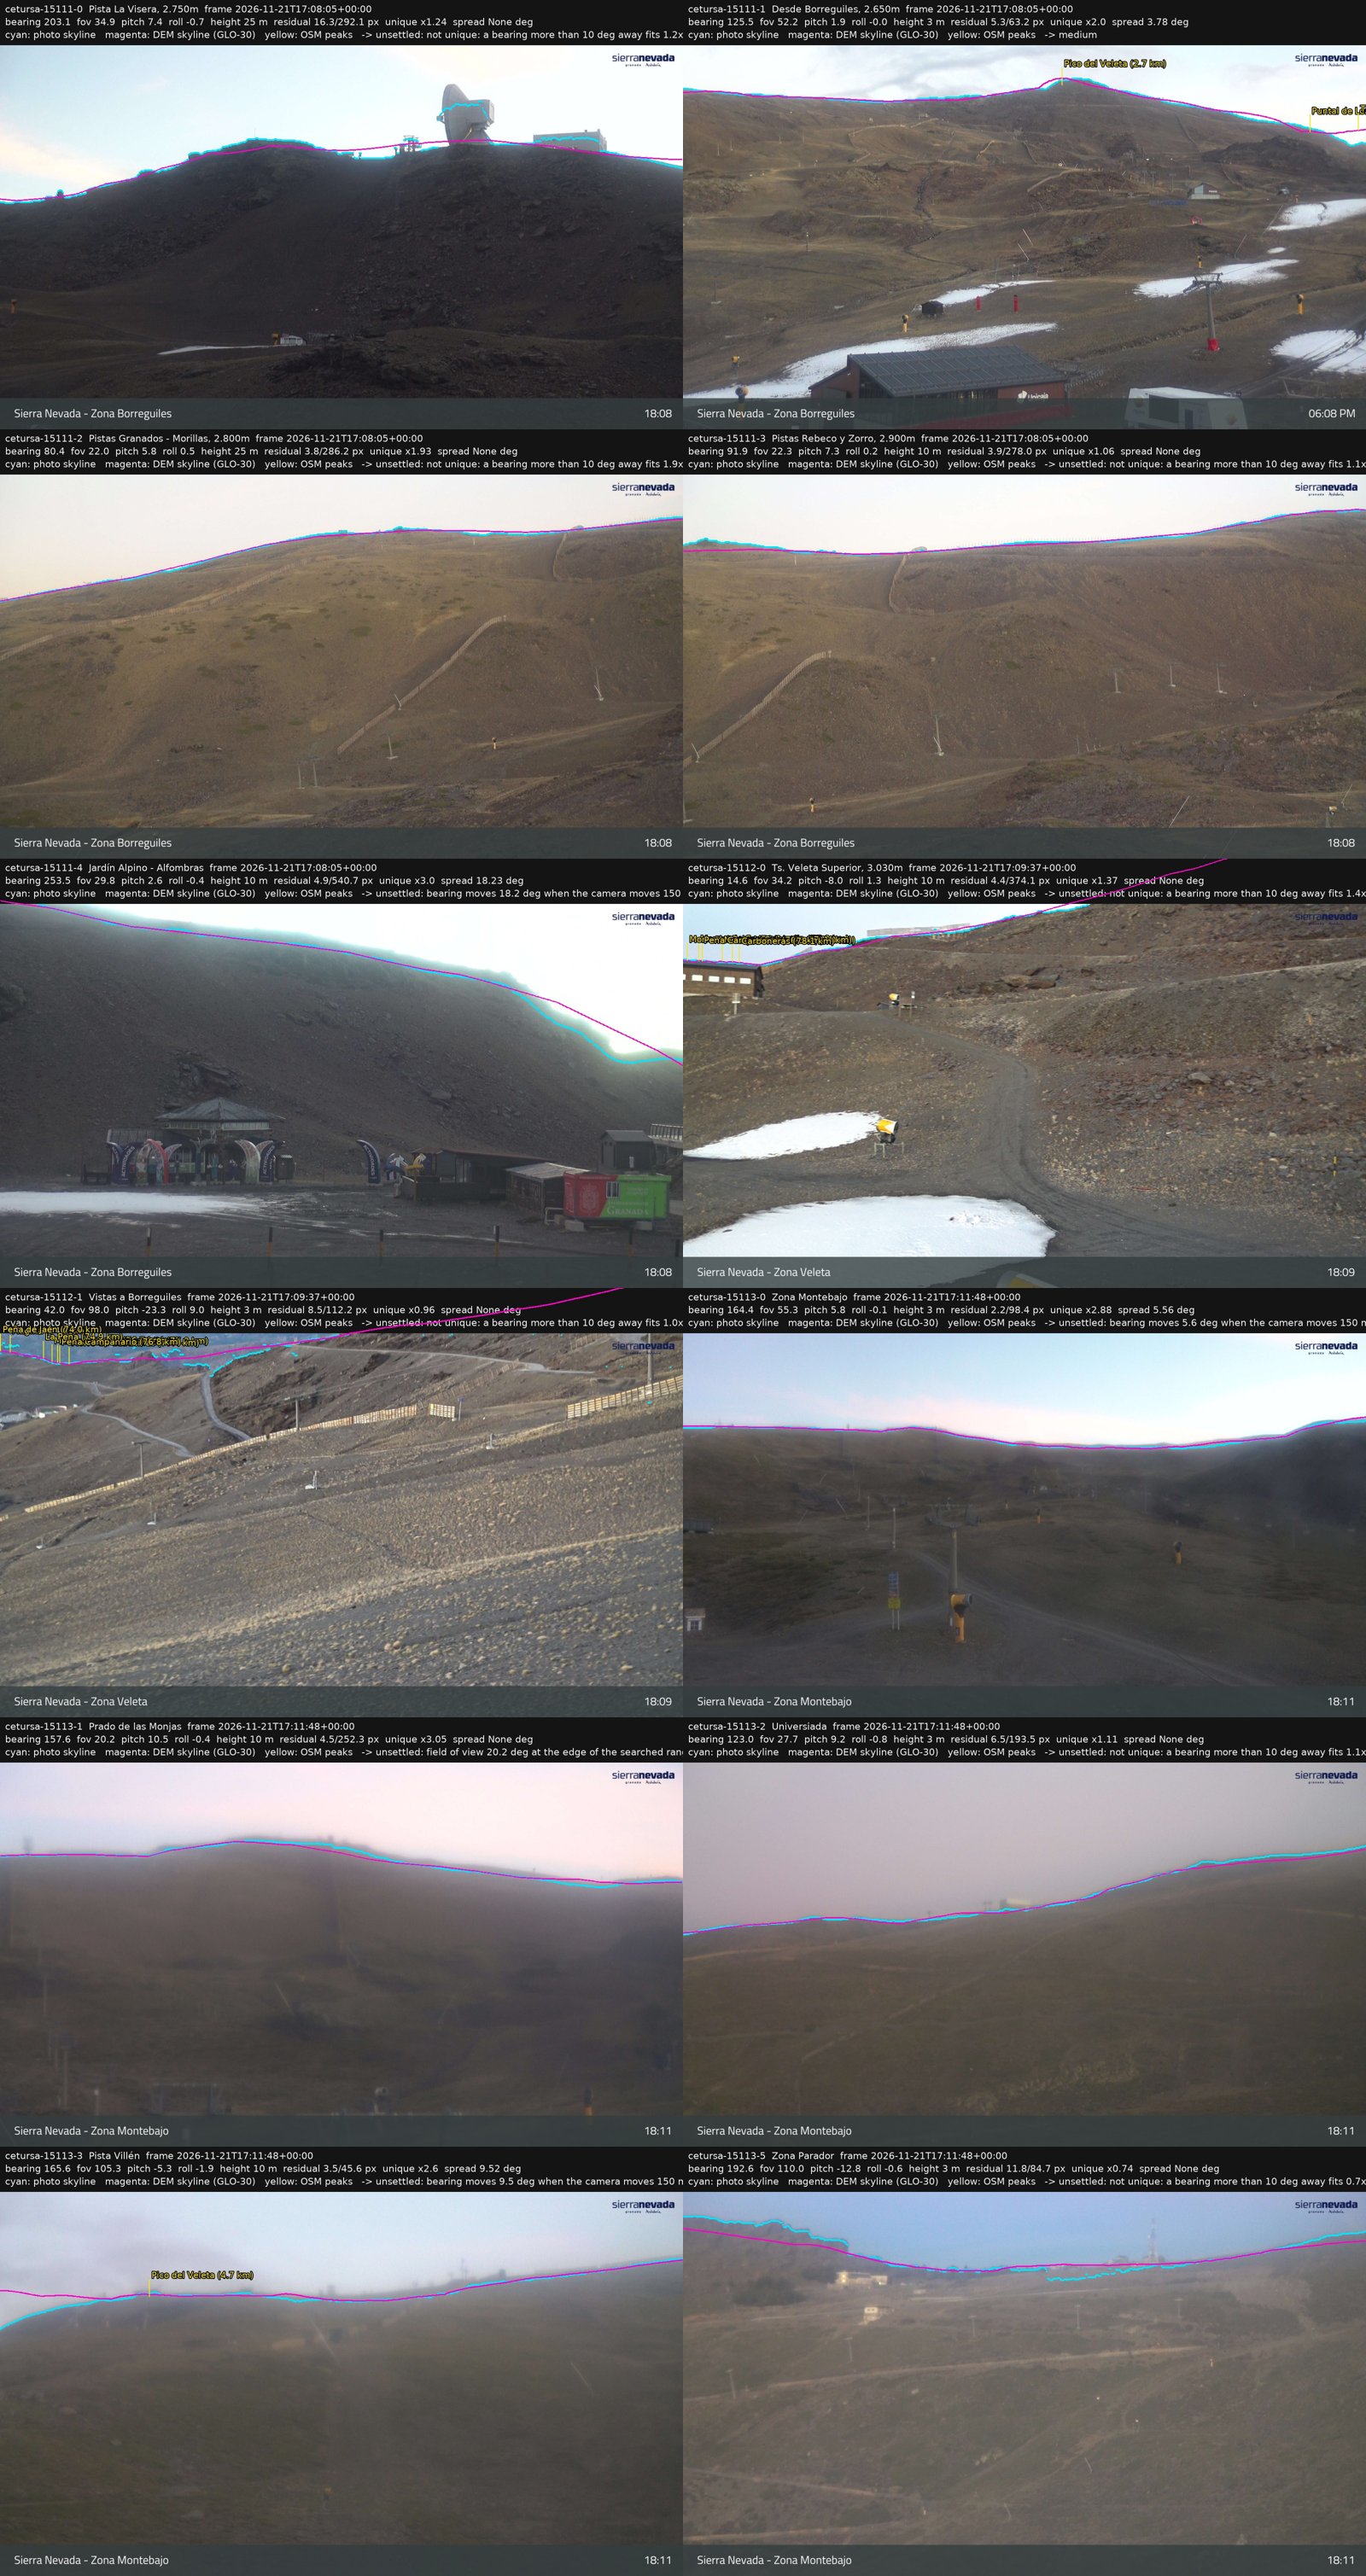 cetursa-15111-0 Pista La Visera, 2.750m frame 2026-11-21T17:08:05+00:00
bearing 203.1 fov 34.9 pitch 7.4 roll -0.7 height 25 m residual 16.3/292.1 px unique x1.24 spread None deg
cyan: photo skyline magenta: DEM skyline (GLO-30) yellow: OSM peaks -> unsettled: not unique: a bearing more than 10 deg away fits 1.2x
sierranevada
Sierra Nevada - Zona Borreguiles
18:08
cetursa-15111-1 Desde Borreguiles, 2.650m frame 2026-11-21T17:08:05+00:00
bearing 125.5 fov 52.2 pitch 1.9 roll -0.0 height 3 m residual 5.3/63.2 px unique x2.0 spread 3.78 deg
cyan: photo skyline magenta: DEM skyline (GLO-30) yellow: OSM peaks -> medium
sierranevada
Pico del Veleta (2.7 km)
Puntal de
Sierra Nevada - Zona Borreguiles
06:08 PM
cetursa-15111-2 Pistas Granados - Morillas, 2.800m frame 2026-11-21T17:08:05+00:00
bearing 80.4 fov 22.0 pitch 5.8 roll 0.5 height 25 m residual 3.8/286.2 px unique x1.93 spread None deg
cyan: photo skyline magenta: DEM skyline (GLO-30) yellow: OSM peaks -> unsettled: not unique: a bearing more than 10 deg away fits 1.9x
sierranevada
Sierra Nevada - Zona Borreguiles
18:08
cetursa-15111-3 Pistas Rebeco y Zorro, 2.900m frame 2026-11-21T17:08:05+00:00
bearing 91.9 fov 22.3 pitch 7.3 roll 0.2 height 10 m residual 3.9/278.0 px unique x1.06 spread None deg
cyan: photo skyline magenta: DEM skyline (GLO-30) yellow: OSM peaks -> unsettled: not unique: a bearing more than 10 deg away fits 1.1x
sierranevada
Sierra Nevada - Zona Borreguiles
18:08
cetursa-15111-4 Jardín Alpino - Alfombras frame 2026-11-21T17:08:05+00:00
bearing 253.5 fov 29.8 pitch 2.6 roll -0.4 height 10 m residual 4.9/540.7 px unique x3.0 spread 18.23 deg
cyan: photo skyline magenta: DEM skyline (GLO-30) yellow: OSM peaks -> unsettled: bearing moves 18.2 deg when the camera moves 150
sierranevada
GRANADA
Sierra Nevada - Zona Borreguiles
18:08
cetursa-15112-0 Ts. Veleta Superior, 3.030m frame 2026-11-21T17:09:37+00:00
bearing 14.6 fov 34.2 pitch -8.0 roll 1.3 height 10 m residual 4.4/374.1 px unique x1.37 spread None deg
cyan: photo skyline magenta: DEM skyline (GLO-30) yellow: OSM peaks -> unsettled: not unique: a bearing more than 10 deg away fits 1.4x
sierranevada
Sierra Nevada - Zona Veleta
18:09
cetursa-15112-1 Vistas a Borreguiles frame 2026-11-21T17:09:37+00:00
bearing 42.0 fov 98.0 pitch -23.3 roll 9.0 height 3 m residual 8.5/112.2 px unique x0.96 spread None deg
cyan: photo skyline magenta: DEM skyline (GLO-30) yellow: OSM peaks -> unsettled: not unique: a bearing more than 10 deg away fits 1.0x
Peña de Jaén (74.0 km)
sierranevada
Sierra Nevada - Zona Veleta
18:09
cetursa-15113-0 Zona Montebajo frame 2026-11-21T17:11:48+00:00
bearing 164.4 fov 55.3 pitch 5.8 roll -0.1 height 3 m residual 2.2/98.4 px unique x2.88 spread 5.56 deg
cyan: photo skyline magenta: DEM skyline (GLO-30) yellow: OSM peaks -> unsettled: bearing moves 5.6 deg when the camera moves 150 m
sierranevada
Sierra Nevada - Zona Montebajo
18:11
cetursa-15113-1 Prado de las Monjas frame 2026-11-21T17:11:48+00:00
bearing 157.6 fov 20.2 pitch 10.5 roll -0.4 height 10 m residual 4.5/252.3 px unique x3.05 spread None deg
cyan: photo skyline magenta: DEM skyline (GLO-30) yellow: OSM peaks -> unsettled: field of view 20.2 deg at the edge of the searched ran
sierranevada
Sierra Nevada - Zona Montebajo
18:11
cetursa-15113-2 Universiada frame 2026-11-21T17:11:48+00:00
bearing 123.0 fov 27.7 pitch 9.2 roll -0.8 height 10 m residual 6.5/193.5 px unique x1.11 spread None deg
cyan: photo skyline magenta: DEM skyline (GLO-30) yellow: OSM peaks -> unsettled: not unique: a bearing more than 10 deg away fits 1.1x
sierranevada
Sierra Nevada - Zona Montebajo
18:11
cetursa-15113-3 Pista Villén frame 2026-11-21T17:11:48+00:00
bearing 165.6 fov 105.3 pitch -5.3 roll -1.9 height 10 m residual 3.5/45.6 px unique x2.6 spread 9.52 deg
cyan: photo skyline magenta: DEM skyline (GLO-30) yellow: OSM peaks -> unsettled: bearing moves 9.5 deg when the camera moves 150 m
sierranevada
Pico del Veleta (4.7 km)
Sierra Nevada - Zona Montebajo
18:11
cetursa-15113-5 Zona Parador frame 2026-11-21T17:11:48+00:00
bearing 192.6 fov 110.0 pitch -12.8 roll -0.6 height 3 m residual 11.8/84.7 px unique x0.74 spread None deg
cyan: photo skyline magenta: DEM skyline (GLO-30) yellow: OSM peaks -> unsettled: not unique: a bearing more than 10 deg away fits 0.7x
sierranevada
Sierra Nevada - Zona Montebajo
18:11